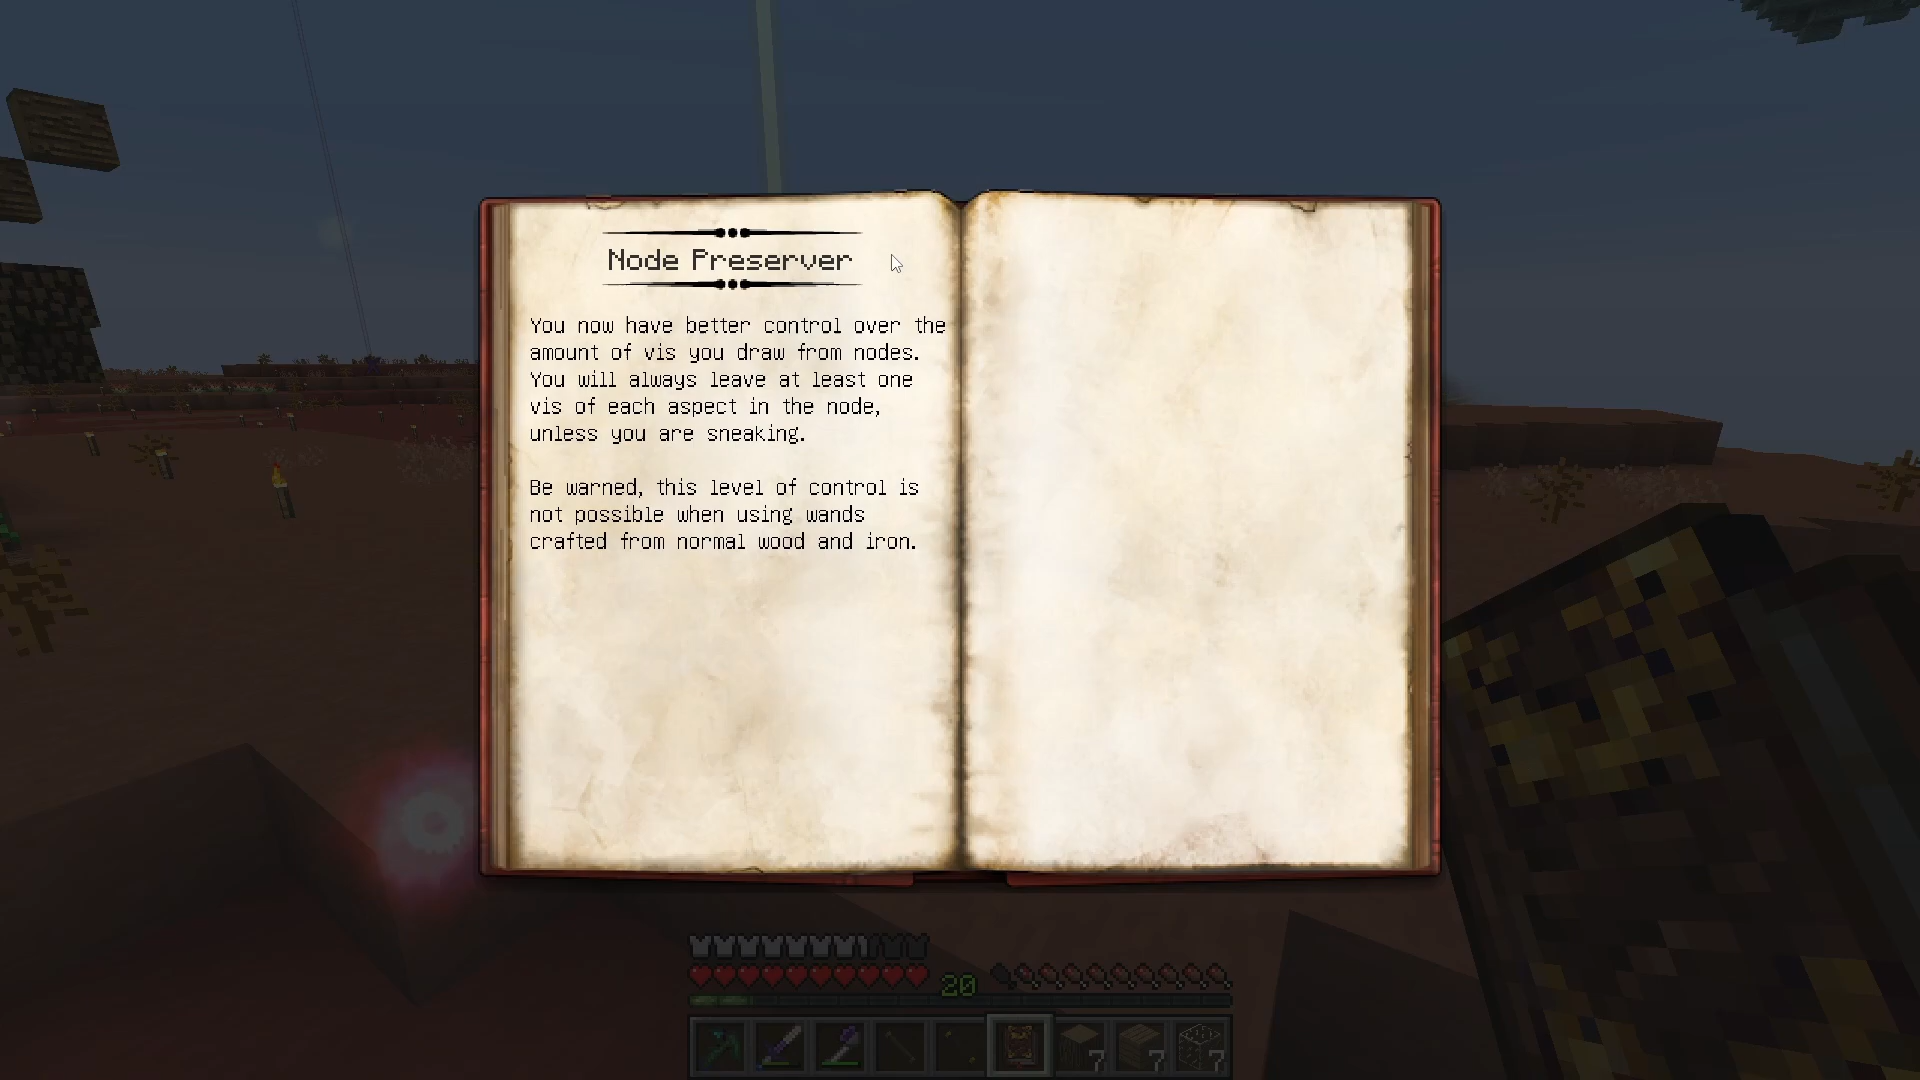 Node Preserver
You now have better control over the
amount of vis you draw from nodes.
You will always leave at least one
vis of each aspect in the node,
unless you are sneaking.
Be warned, this level of control is
not possible when using wands
crafted from normal wood and iron.
20
7 7 7